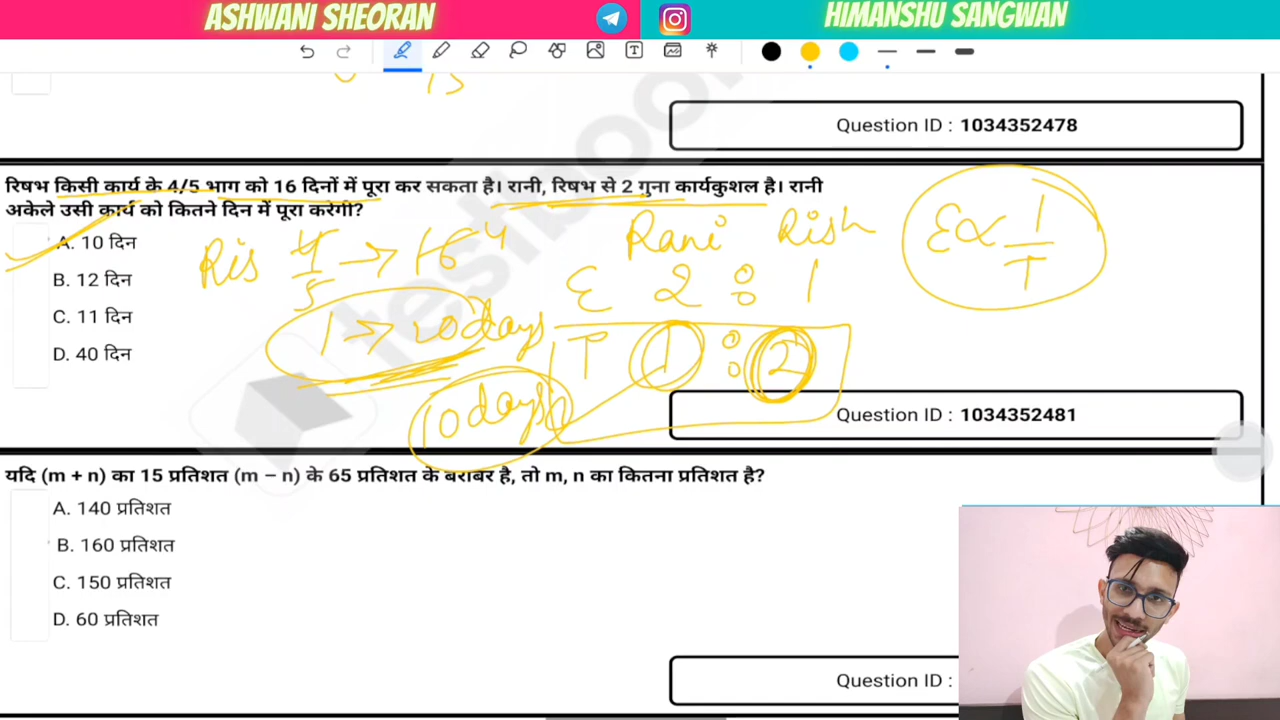 ASHWANI SHEORAN
HIMANSHU SANGWAN
Question ID : 1034352478
रिषभ किसी कार्य के 4/5 भाग को 16 दिनों में पूरा कर सकता है। रानी, रिषभ से 2 गुना कार्यकुशल है। रानी
अकेले उसी कार्य को कितने दिन में पूरा करेगी?
A. 10 दिन
B. 12 दिन
C. 11 दिन
D. 40 दिन
Ris 4/5 → 16 4
1 → 20 days
10 days
Rani Rish
E 2 : 1
T 1 : 2
E ∝ 1/T
testbook
Question ID : 1034352481
यदि (m + n) का 15 प्रतिशत (m – n) के 65 प्रतिशत के बराबर है, तो m, n का कितना प्रतिशत है?
A. 140 प्रतिशत
B. 160 प्रतिशत
C. 150 प्रतिशत
D. 60 प्रतिशत
Question ID :